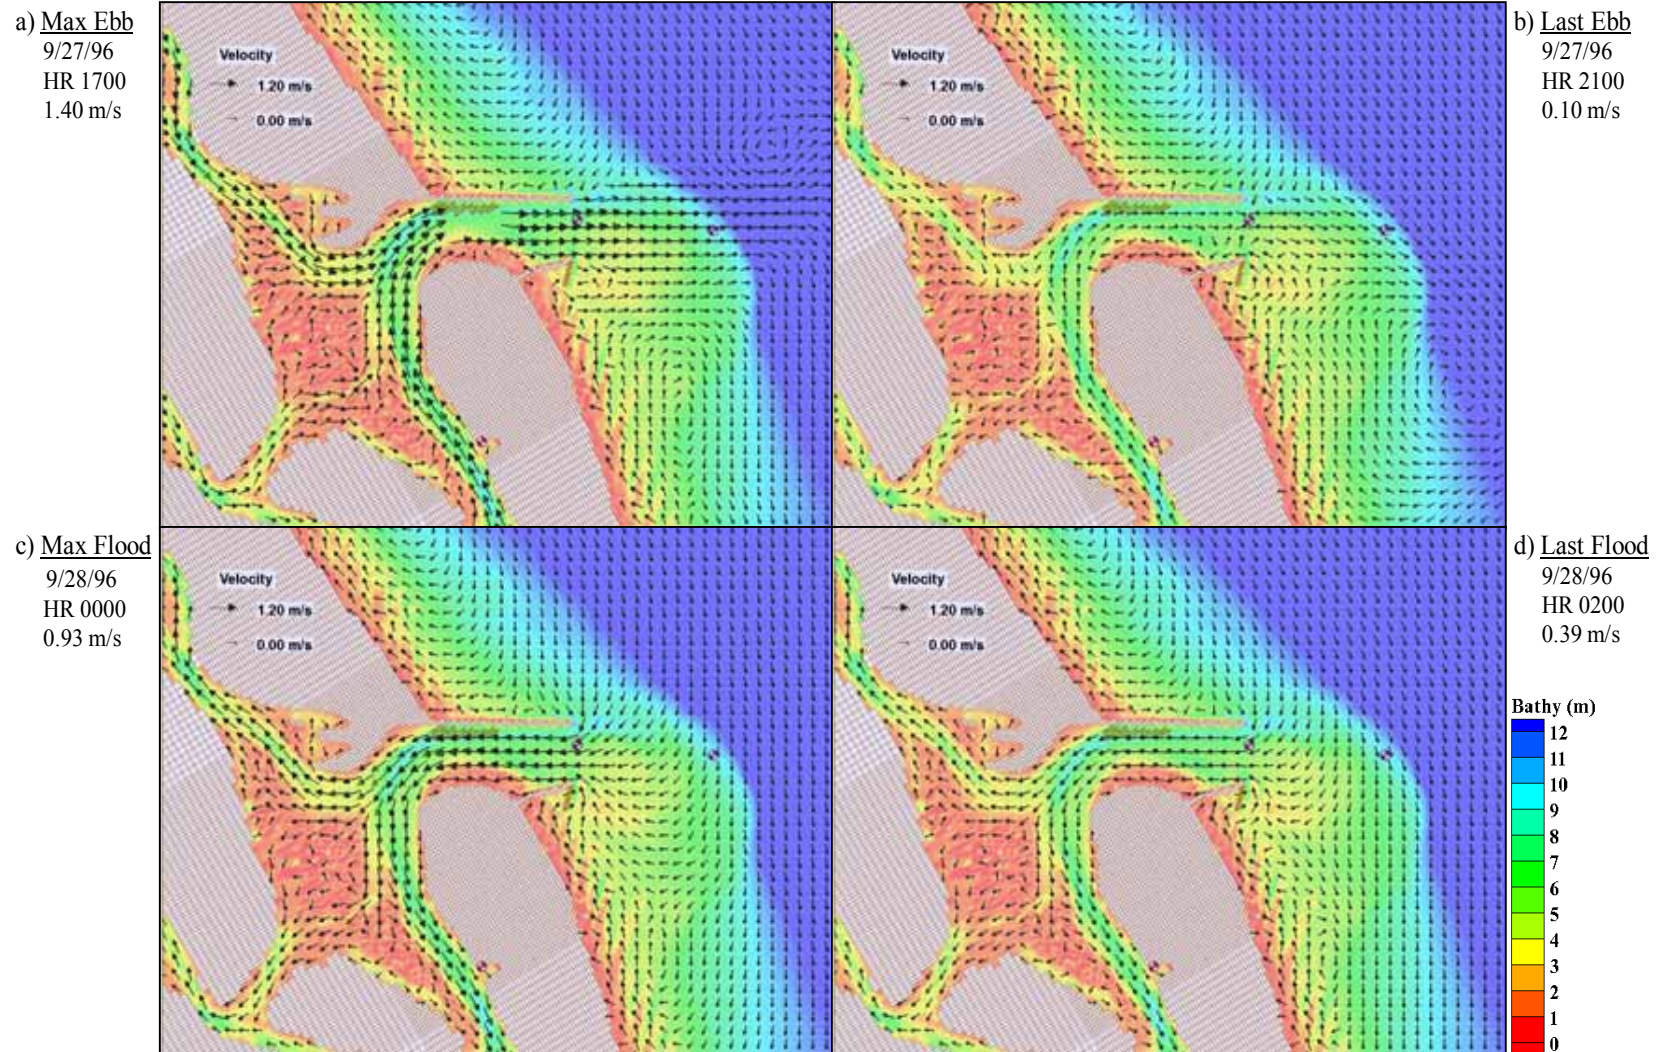 a) Max Ebb
9/27/96
HR 1700
1.40 m/s
Velocity
1.20 m/s
0.00 m/s
Velocity
1.20 m/s
0.00 m/s
b) Last Ebb
9/27/96
HR 2100
0.10 m/s
c) Max Flood
9/28/96
HR 0000
0.93 m/s
Velocity
1.20 m/s
0.00 m/s
Velocity
1.20 m/s
0.00 m/s
d) Last Flood
9/28/96
HR 0200
0.39 m/s
Bathy (m)
12
11
10
9
8
7
6
5
4
3
2
1
0